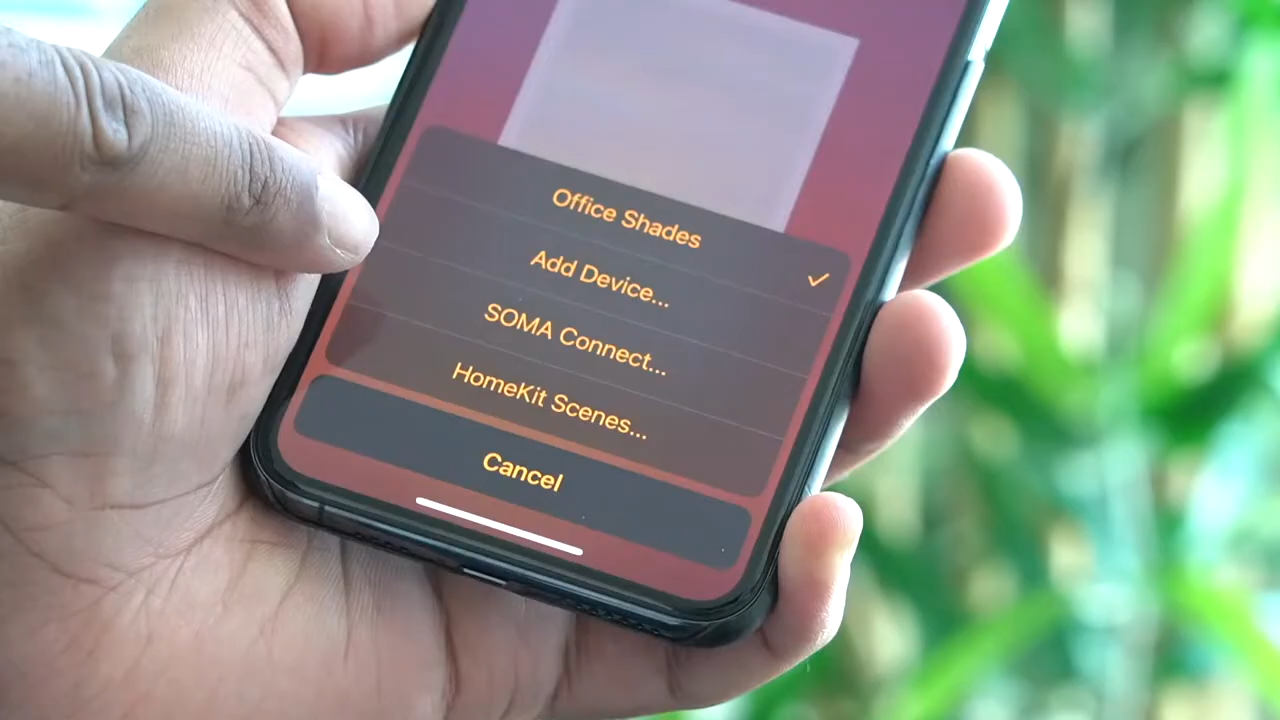 Office Shades
Add Device...
SOMA Connect...
HomeKit Scenes...
Cancel